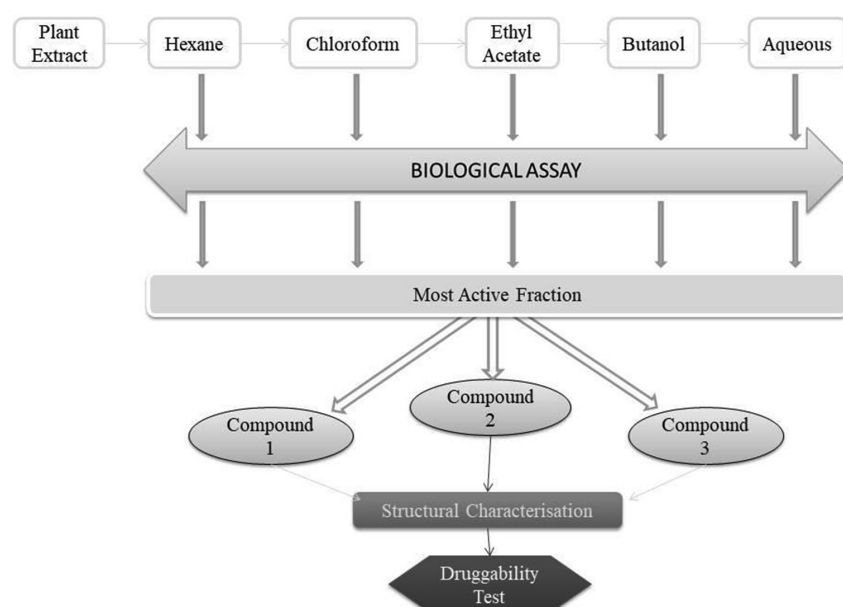 Plant
Extract
Hexane
Chloroform
Ethyl
Acetate
Butanol
Aqueous
BIOLOGICAL ASSAY
Most Active Fraction
Compound
1
Compound
2
Compound
3
Structural Characterisation
Druggability
Test